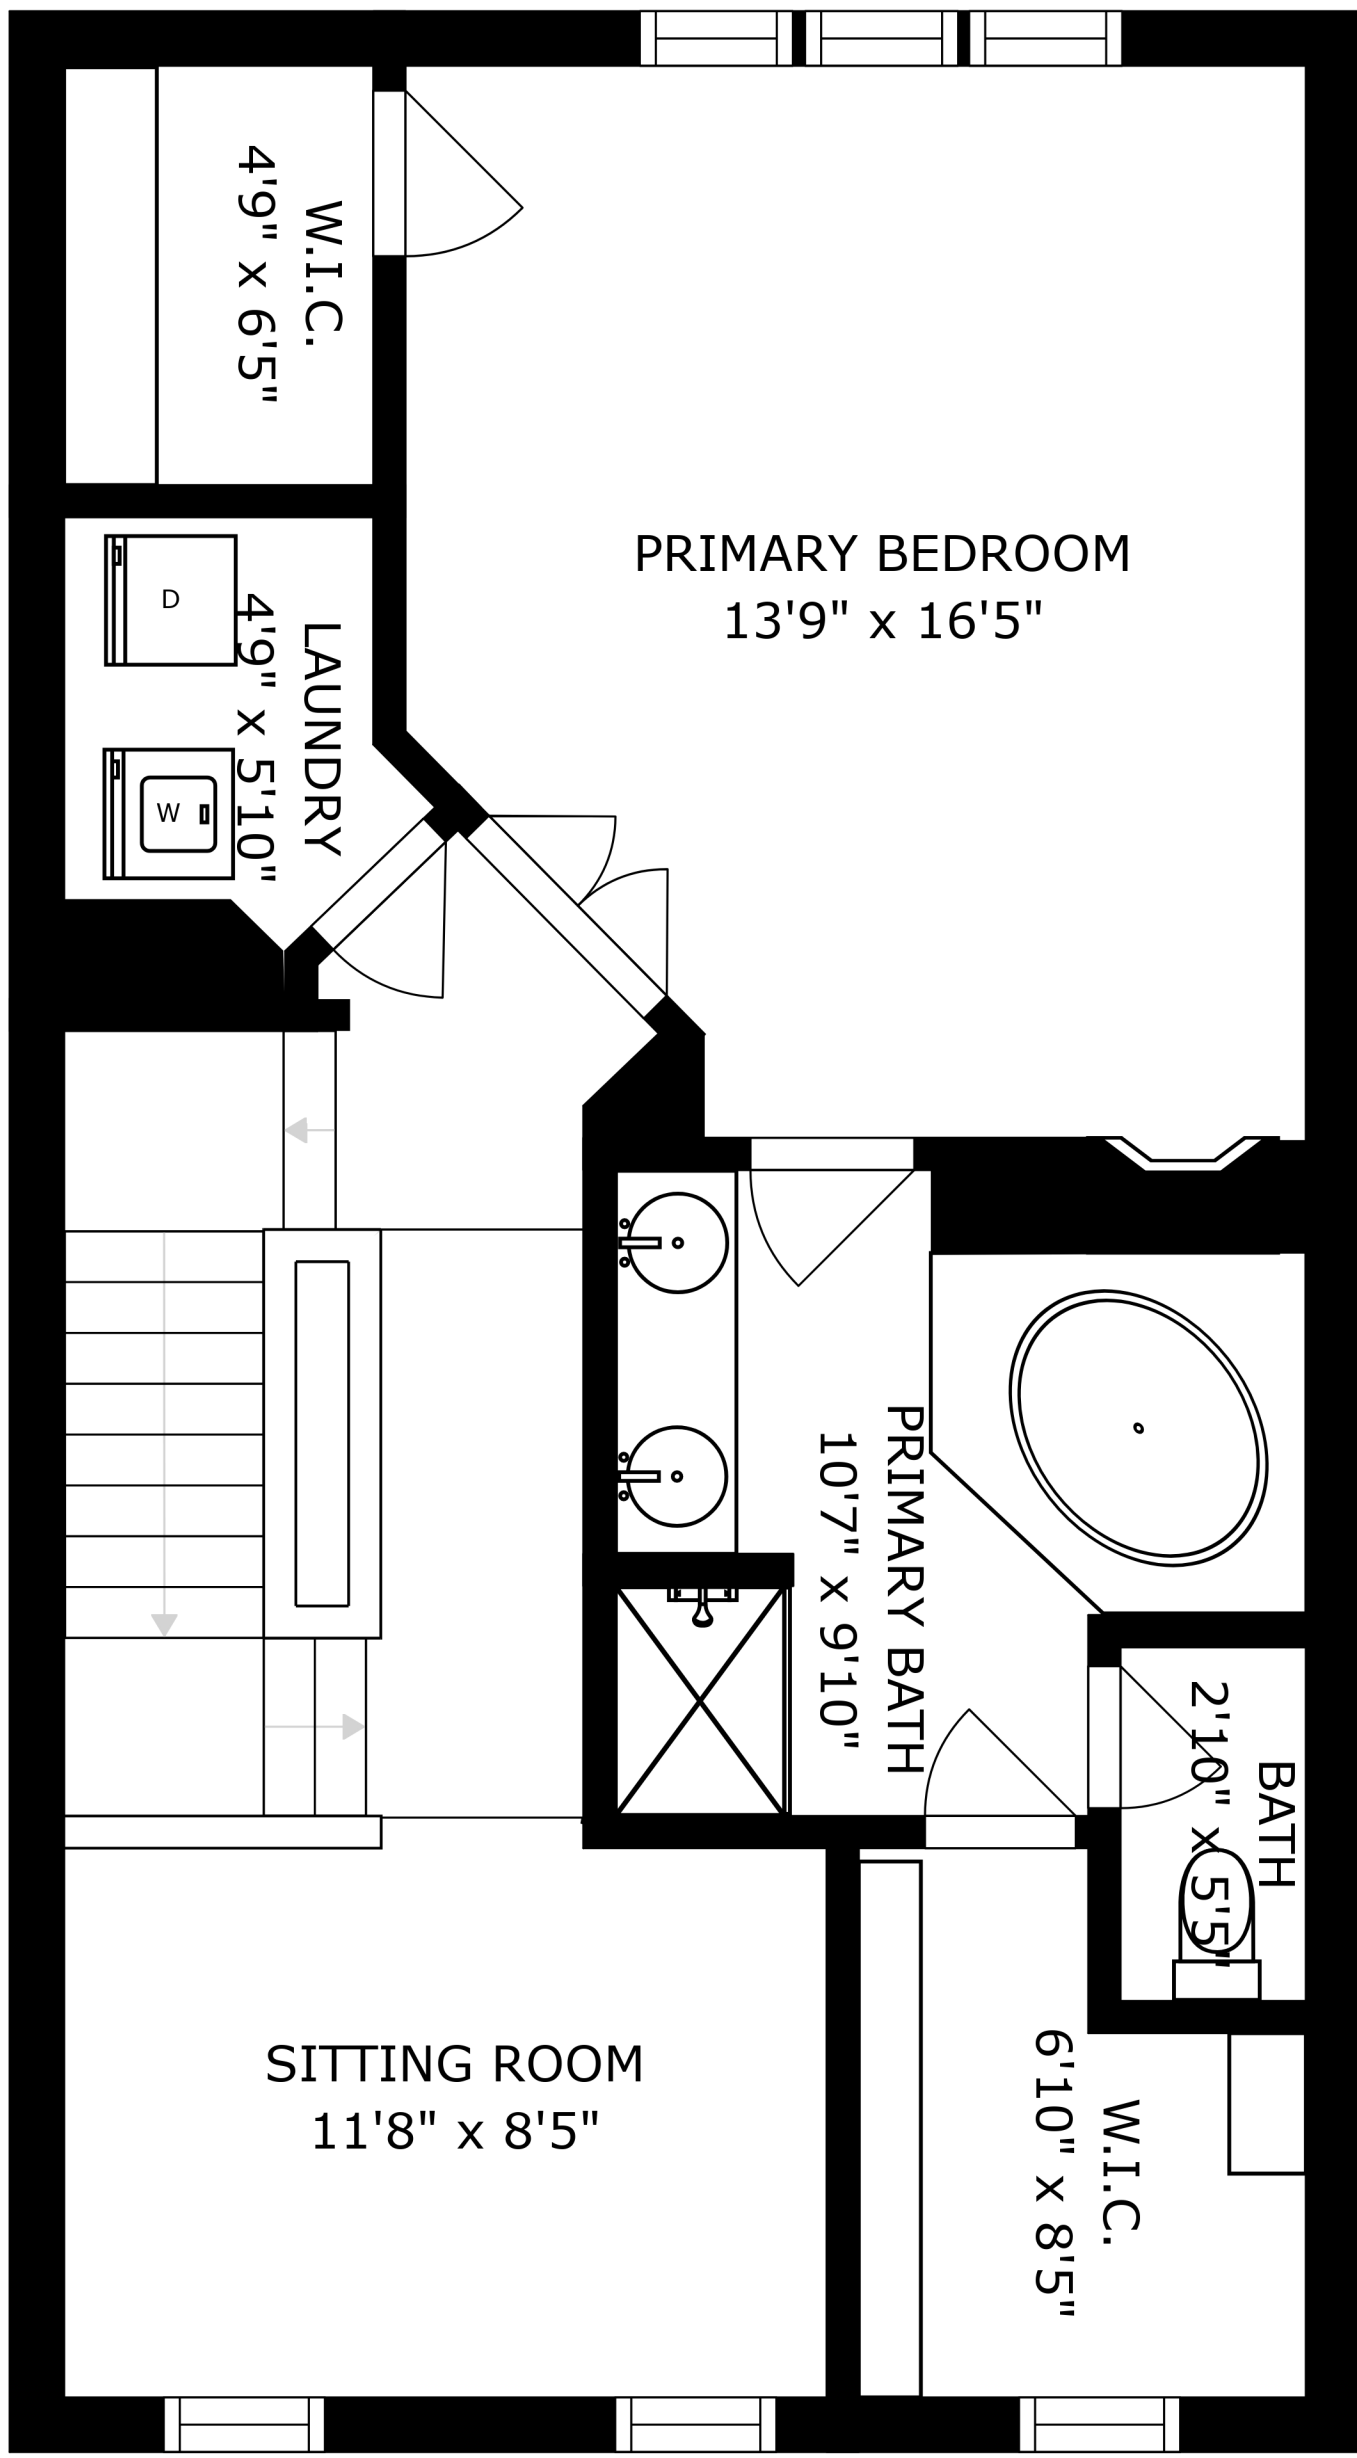 W.I.C.
4'9" x 6'5"
PRIMARY BEDROOM
13'9" x 16'5"
D
LAUNDRY
4'9" x 5'10"
W
PRIMARY BATH
10'7" x 9'10"
BATH
2'10" x 5'5"
SITTING ROOM
11'8" x 8'5"
W.I.C.
6'10" x 8'5"